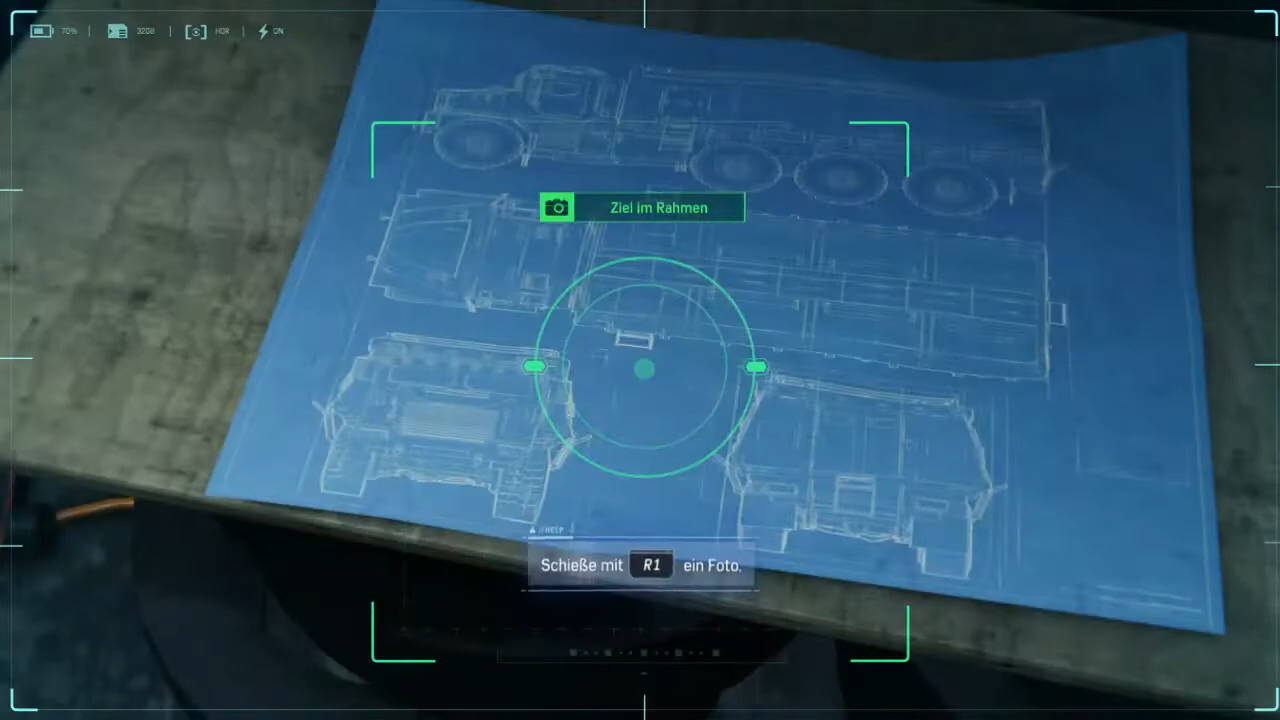 70% | 3208 | HDR | ON
Ziel im Rahmen
//HELP
Schieße mit R1 ein Foto.